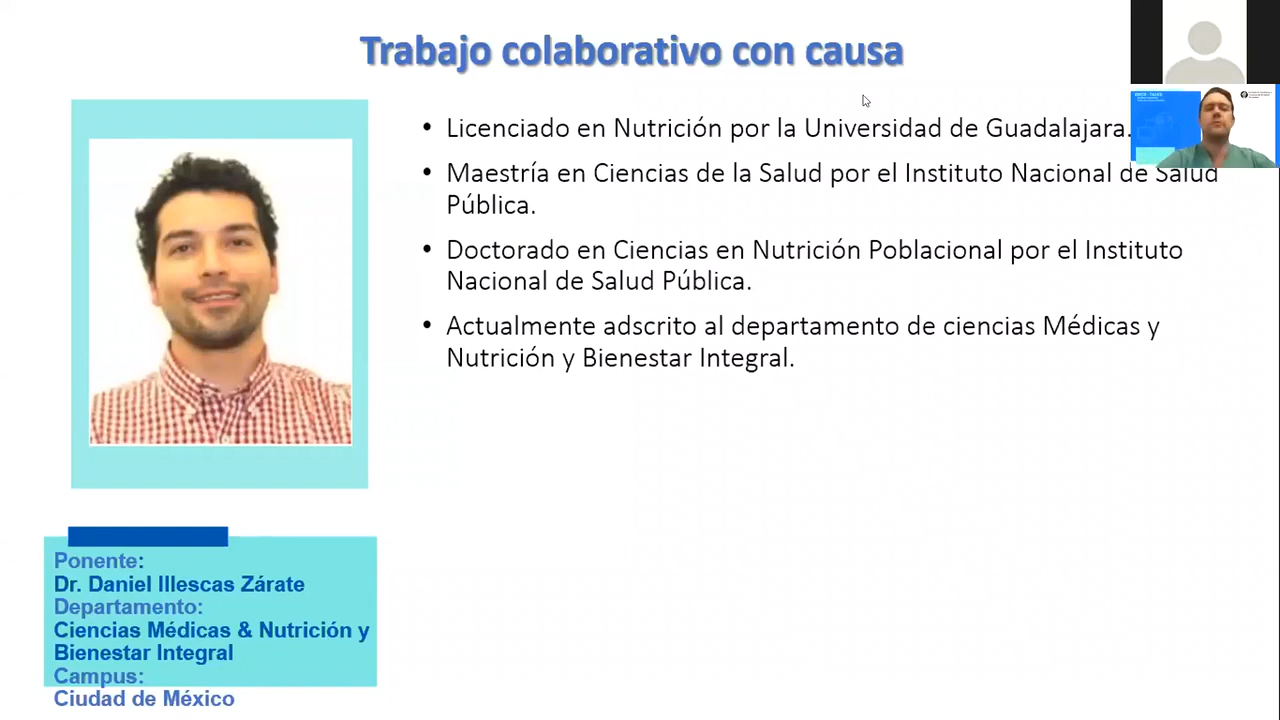 Trabajo colaborativo con causa
• Licenciado en Nutrición por la Universidad de Guadalajara.
• Maestría en Ciencias de la Salud por el Instituto Nacional de Salud
Pública.
• Doctorado en Ciencias en Nutrición Poblacional por el Instituto
Nacional de Salud Pública.
• Actualmente adscrito al departamento de ciencias Médicas y
Nutrición y Bienestar Integral.
Ponente:
Dr. Daniel Illescas Zárate
Departamento:
Ciencias Médicas & Nutrición y
Bienestar Integral
Campus:
Ciudad de México